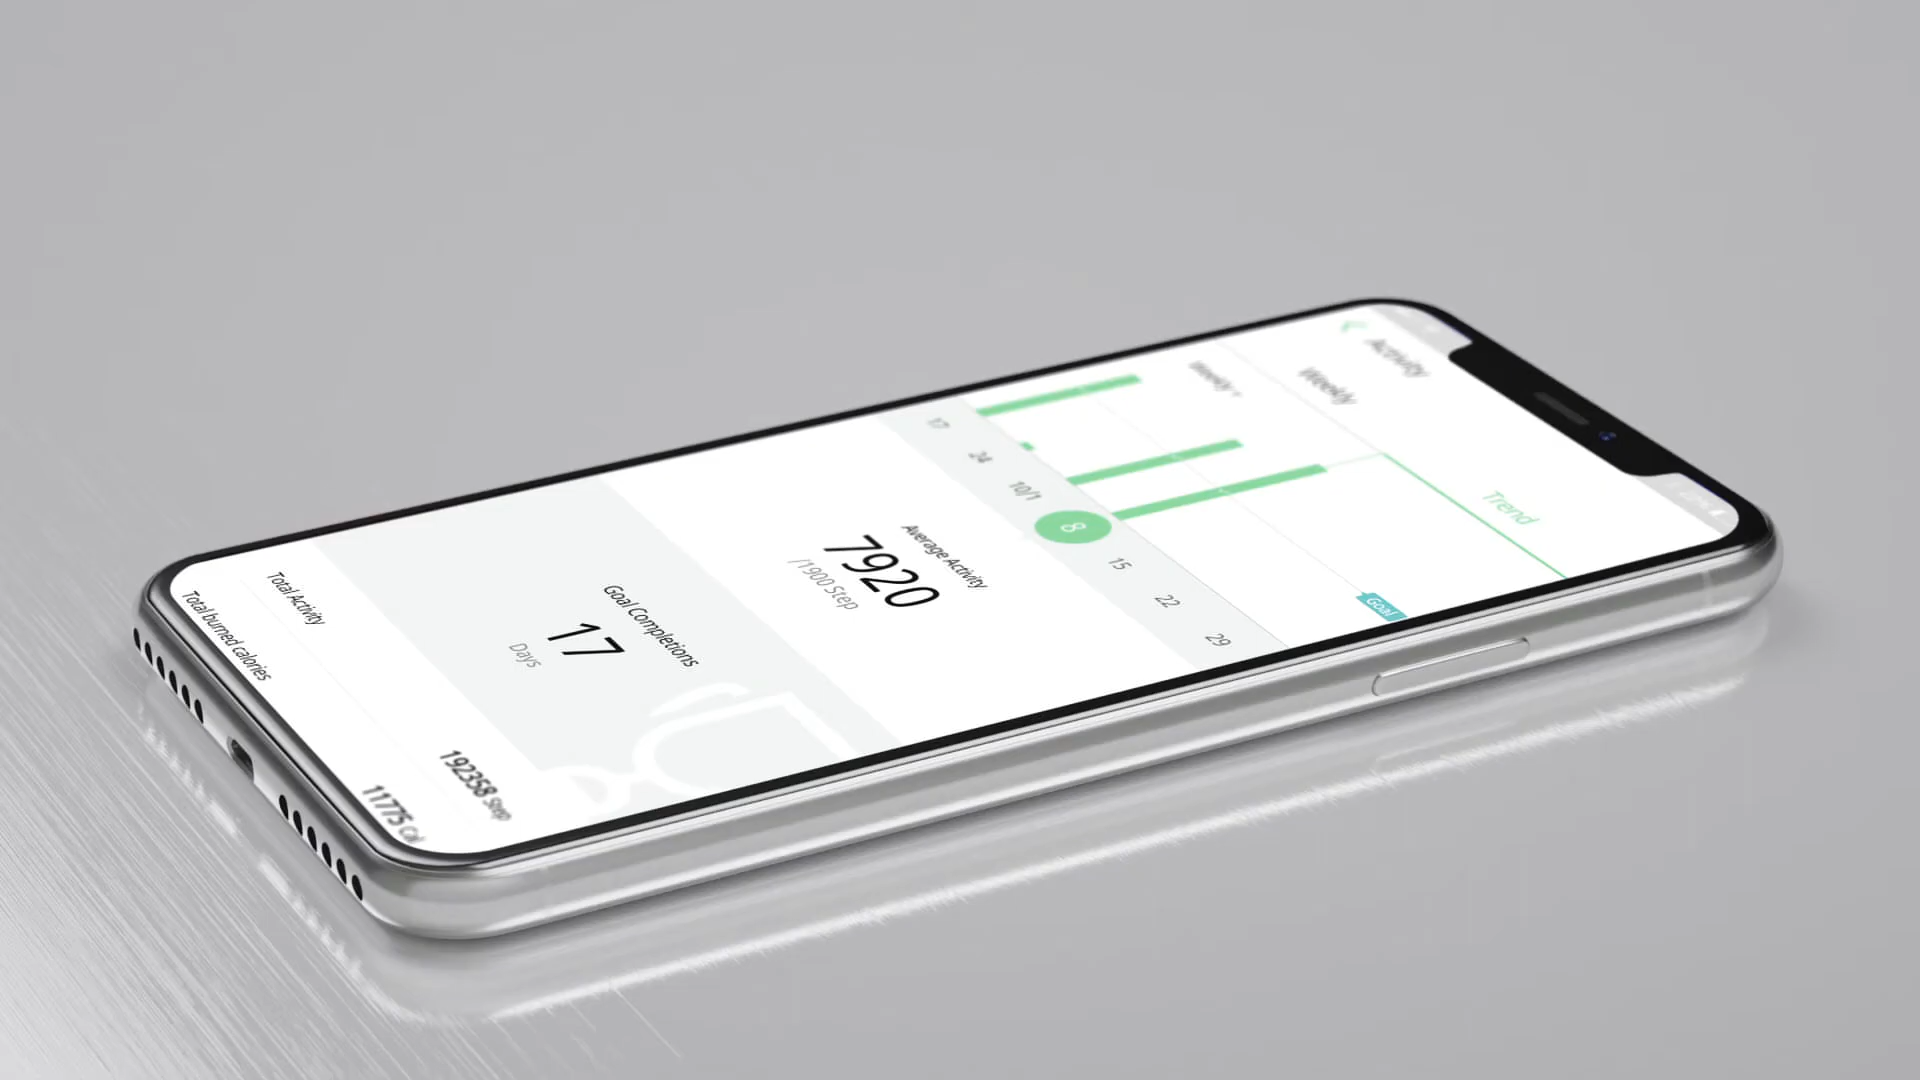 Activity
Weekly
Trend
Weekly
Goal
17 24 10/1 8 15 22 29
Average Activity
7920
/1900 Step
Goal Completions
17
Days
Total Activity 192358 Step
Total burned calories 11775 Cal